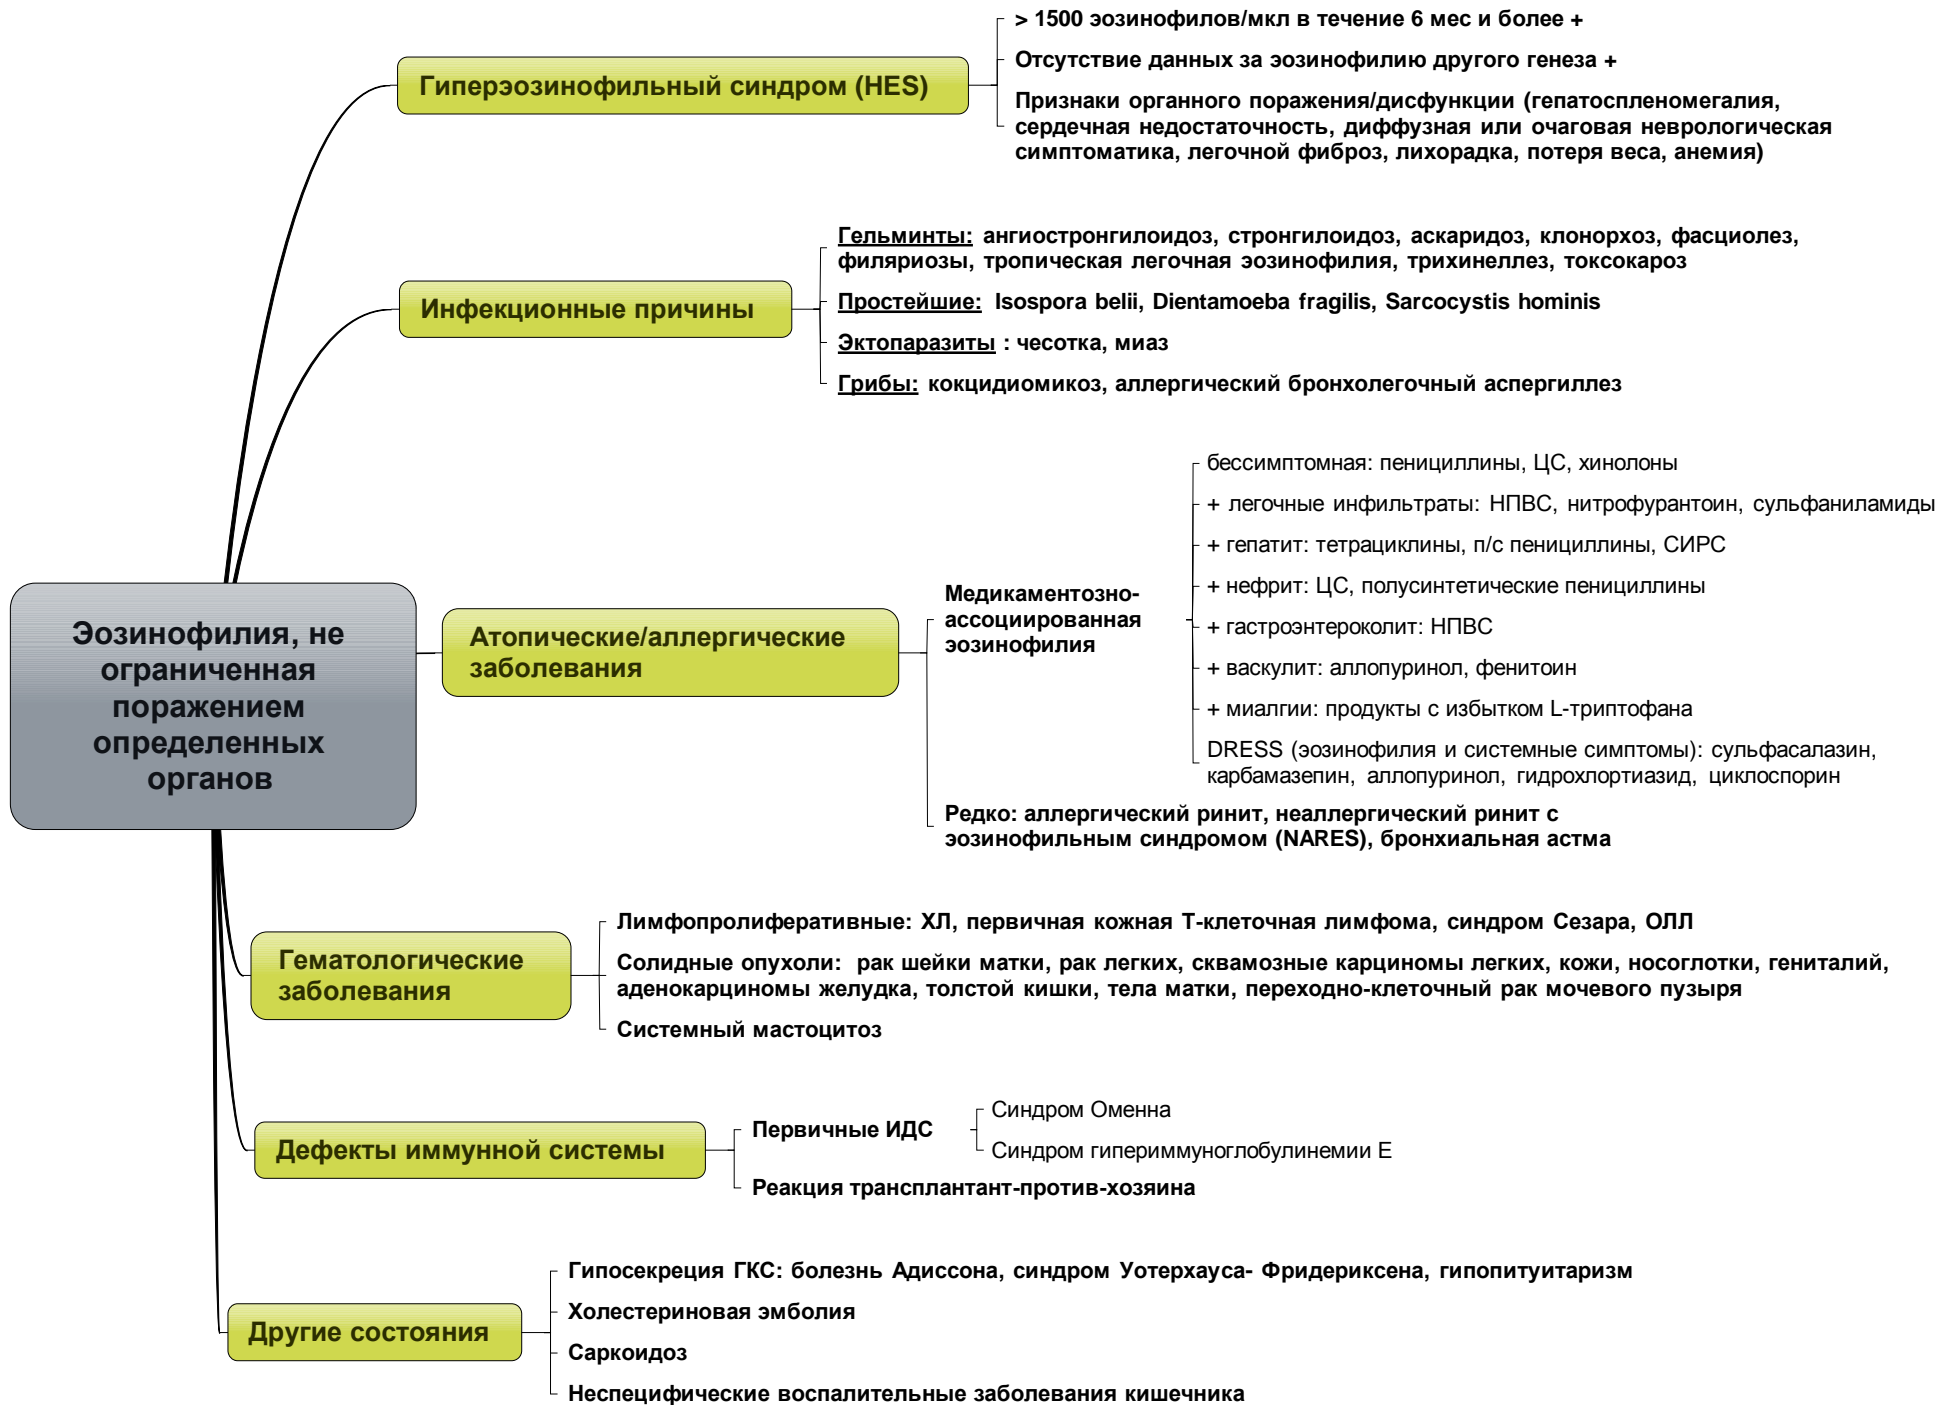 Эозинофилия, не
ограниченная
поражением
определенных
органов
Гиперэозинофильный синдром (HES)
> 1500 эозинофилов/мкл в течение 6 мес и более +
Отсутствие данных за эозинофилию другого генеза +
Признаки органного поражения/дисфункции (гепатоспленомегалия,
сердечная недостаточность, диффузная или очаговая неврологическая
симптоматика, легочной фиброз, лихорадка, потеря веса, анемия)
Инфекционные причины
Гельминты: ангиостронгилоидоз, стронгилоидоз, аскаридоз, клонорхоз, фасциолез,
филяриозы, тропическая легочная эозинофилия, трихинеллез, токсокароз
Простейшие: Isospora belii, Dientamoeba fragilis, Sarcocystis hominis
Эктопаразиты : чесотка, миаз
Грибы: кокцидиомикоз, аллергический бронхолегочный аспергиллез
Атопические/аллергические
заболевания
Медикаментозно-
ассоциированная
эозинофилия
бессимптомная: пенициллины, ЦС, хинолоны
+ легочные инфильтраты: НПВС, нитрофурантоин, сульфаниламиды
+ гепатит: тетрациклины, п/с пенициллины, СИРС
+ нефрит: ЦС, полусинтетические пенициллины
+ гастроэнтероколит: НПВС
+ васкулит: аллопуринол, фенитоин
+ миалгии: продукты с избытком L-триптофана
DRESS (эозинофилия и системные симптомы): сульфасалазин,
карбамазепин, аллопуринол, гидрохлортиазид, циклоспорин
Редко: аллергический ринит, неаллергический ринит с
эозинофильным синдромом (NARES), бронхиальная астма
Гематологические
заболевания
Лимфопролиферативные: ХЛ, первичная кожная Т-клеточная лимфома, синдром Сезара, ОЛЛ
Солидные опухоли: рак шейки матки, рак легких, сквамозные карциномы легких, кожи, носоглотки, гениталий,
аденокарциномы желудка, толстой кишки, тела матки, переходно-клеточный рак мочевого пузыря
Системный мастоцитоз
Дефекты иммунной системы
Первичные ИДС
Синдром Оменна
Синдром гипериммуноглобулинемии Е
Реакция трансплантант-против-хозяина
Другие состояния
Гипосекреция ГКС: болезнь Адиссона, синдром Уотерхауса- Фридериксена, гипопитуитаризм
Холестериновая эмболия
Саркоидоз
Неспецифические воспалительные заболевания кишечника